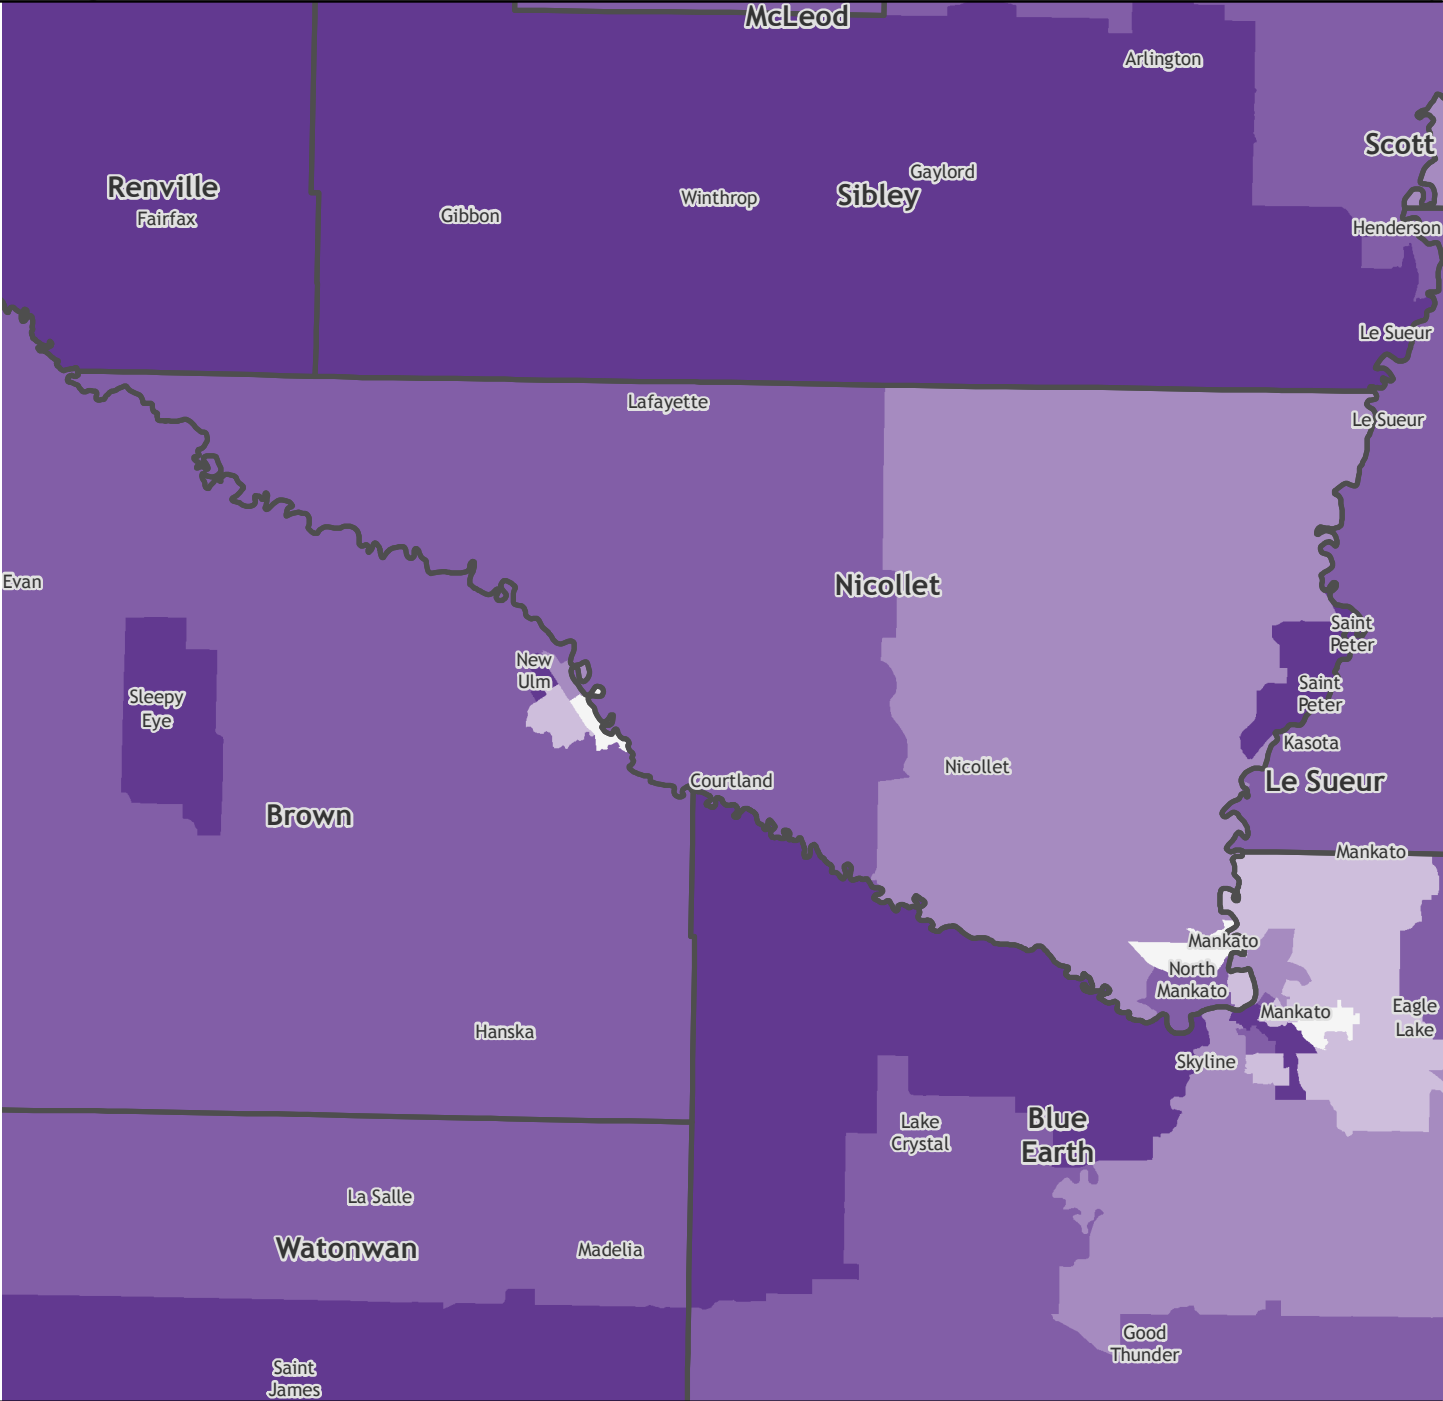 McLeod
Arlington
Scott
Gaylord
Renville
Winthrop
Sibley
Fairfax
Gibbon
Henderson
Le Sueur
Lafayette
Le Sueur
Evan
Nicollet
Saint
Peter
New
Ulm
Sleepy
Eye
Saint
Peter
Kasota
Nicollet
Courtland
Le Sueur
Brown
Mankato
Mankato
North
Mankato
Mankato
Eagle
Lake
Hanska
Skyline
Lake
Crystal
Blue
Earth
La Salle
Watonwan
Madelia
Good
Thunder
Saint
James